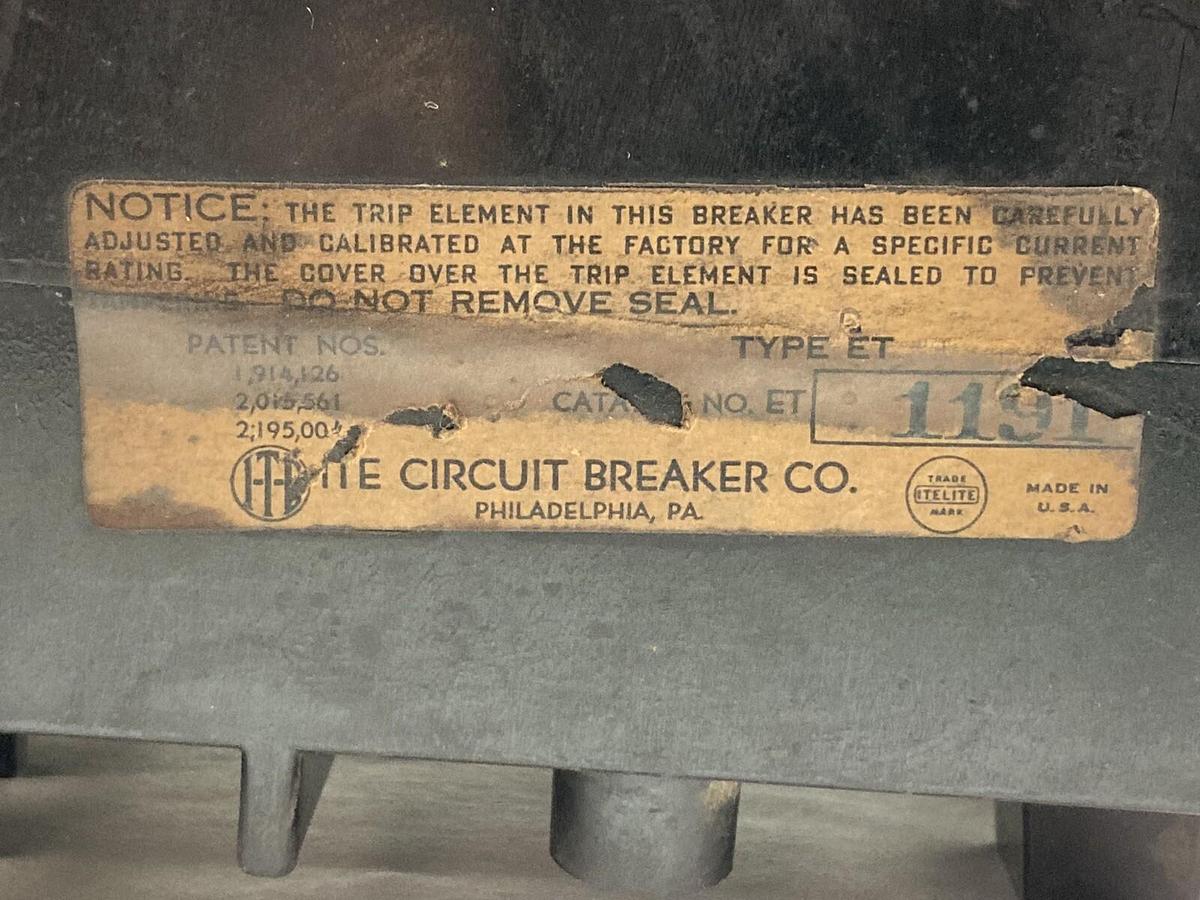 NOTICE: THE TRIP ELEMENT IN THIS BREAKER HAS BEEN CAREFULLY
ADJUSTED AND CALIBRATED AT THE FACTORY FOR A SPECIFIC CURRENT
RATING. THE COVER OVER THE TRIP ELEMENT IS SEALED TO PREVENT
DO NOT REMOVE SEAL.
PATENT NOS.
TYPE ET
1,914,126
2,015,561
NO. ET 1191
ITE ITE CIRCUIT BREAKER CO.
PHILADELPHIA, PA.
TRADE
ITELITE
MARK
MADE IN
U.S.A.